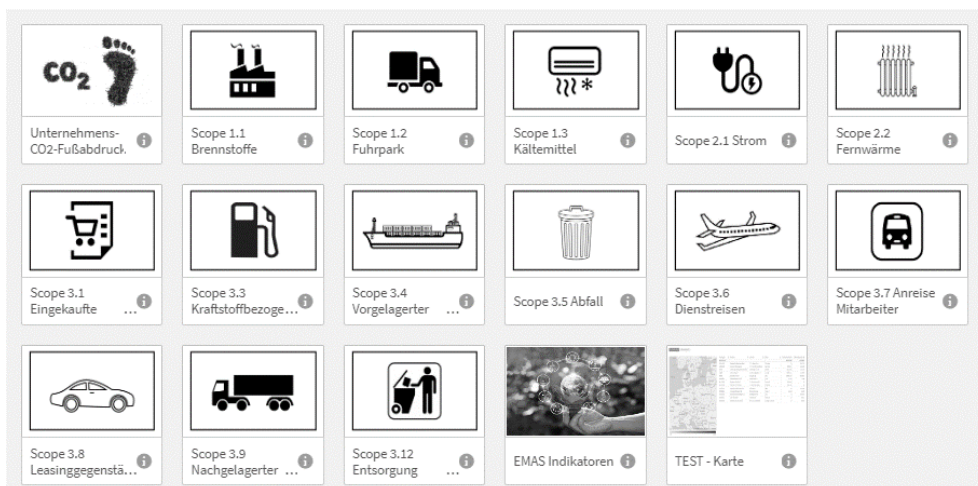 CO2
Unternehmens-
CO2-Fußabdruck.
Scope 1.1
Brennstoffe
Scope 1.2
Fuhrpark
Scope 1.3
Kältemittel
Scope 2.1 Strom
Scope 2.2
Fernwärme
Scope 3.1
Eingekaufte ...
Scope 3.3
Kraftstoffbezoge...
Scope 3.4
Vorgelagerter ...
Scope 3.5 Abfall
Scope 3.6
Dienstreisen
Scope 3.7 Anreise
Mitarbeiter
Scope 3.8
Leasinggegenstä...
Scope 3.9
Nachgelagerter ...
Scope 3.12
Entsorgung ...
EMAS Indikatoren
TEST - Karte